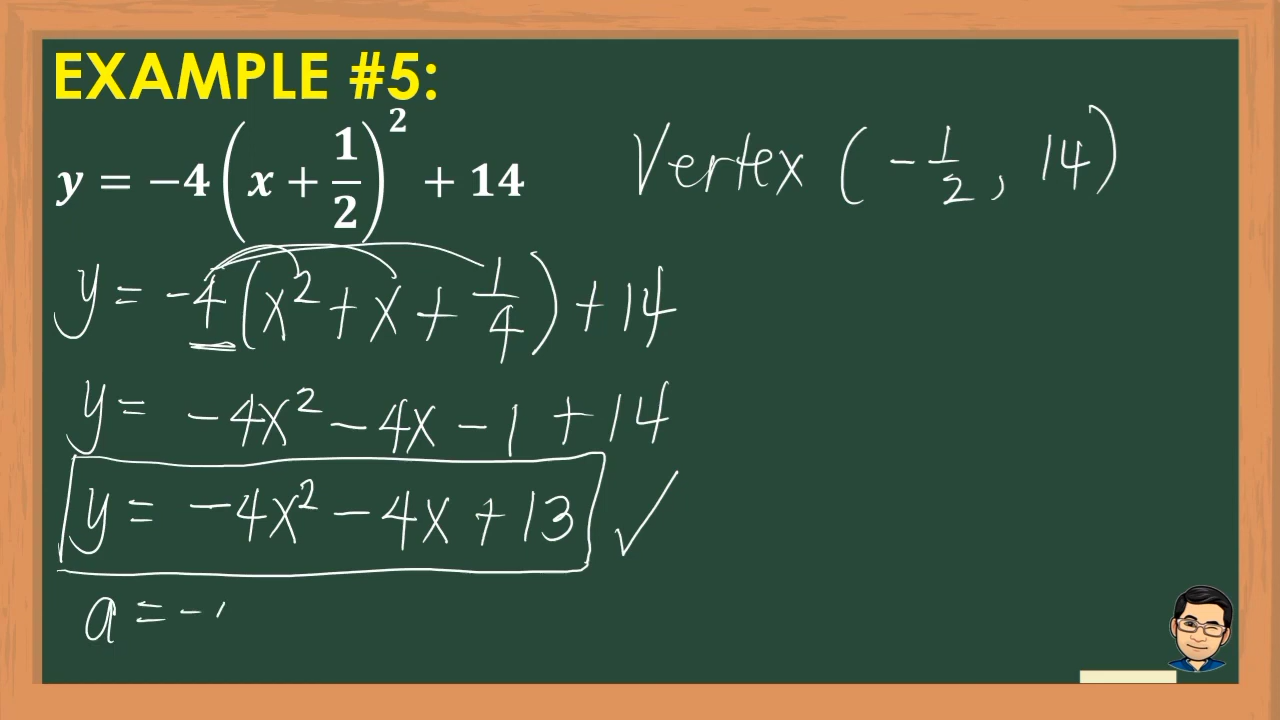 EXAMPLE #5:
y = −4(x + 1/2)² + 14
Vertex (-1/2, 14)
y = -4(x² + x + 1/4) + 14
y = -4x² - 4x - 1 + 14
y = -4x² - 4x + 13 ✓
a = -